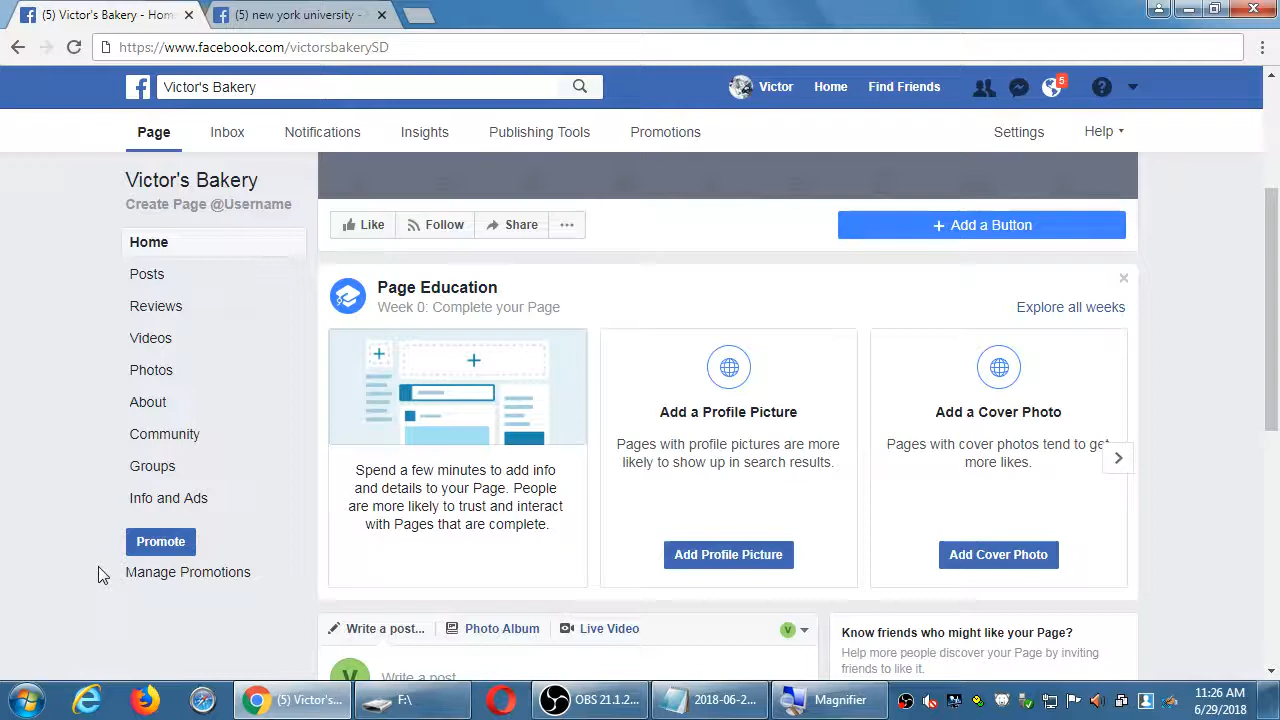 (5) Victor's Bakery - Hom
(5) new york university -
https://www.facebook.com/victorsbakerySD
Victor's Bakery
Victor
Home
Find Friends
5
Page
Inbox
Notifications
Insights
Publishing Tools
Promotions
Settings
Help
Victor's Bakery
Create Page @Username
Home
Posts
Reviews
Videos
Photos
About
Community
Groups
Info and Ads
Promote
Manage Promotions
Like
Follow
Share
+ Add a Button
Page Education
Week 0: Complete your Page
Explore all weeks
Spend a few minutes to add info
and details to your Page. People
are more likely to trust and interact
with Pages that are complete.
Add a Profile Picture
Pages with profile pictures are more
likely to show up in search results.
Add Profile Picture
Add a Cover Photo
Pages with cover photos tend to get
more likes.
Add Cover Photo
Write a post...
Photo Album
Live Video
V
V
Write a post
Know friends who might like your Page?
Help more people discover your Page by inviting
friends to like it.
(5) Victor's...
F:\
OBS 21.1.2...
2018-06-2...
Magnifier
11:26 AM
6/29/2018